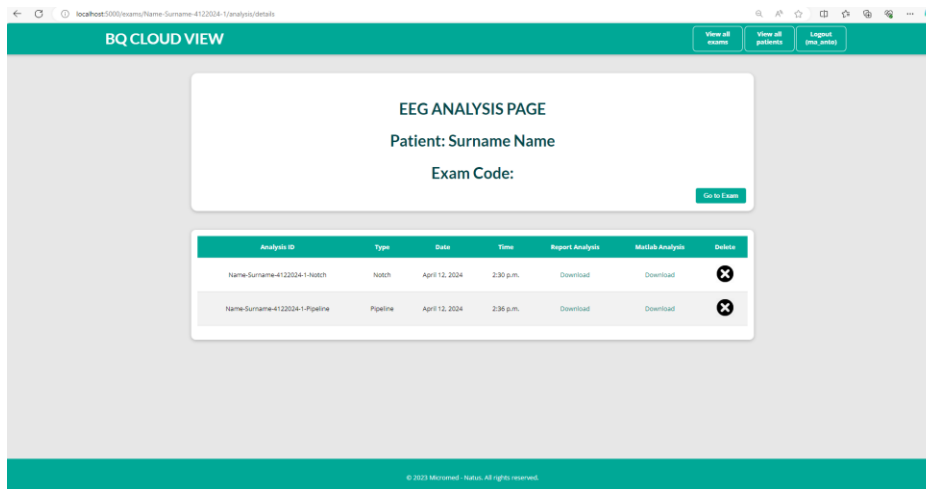 localhost:5000/exams/Name-Surname-4122024-1/analysis/details
BQ CLOUD VIEW
View all
exams
View all
patients
Logout
(ma_ante)
EEG ANALYSIS PAGE
Patient: Surname Name
Exam Code:
Go to Exam
Analysis ID Type Date Time Report Analysis Matlab Analysis Delete
Name-Surname-4122024-1-Notch Notch April 12, 2024 2:30 p.m. Download Download
Name-Surname-4122024-1-Pipeline Pipeline April 12, 2024 2:36 p.m. Download Download
© 2023 Micromed - Natus. All rights reserved.